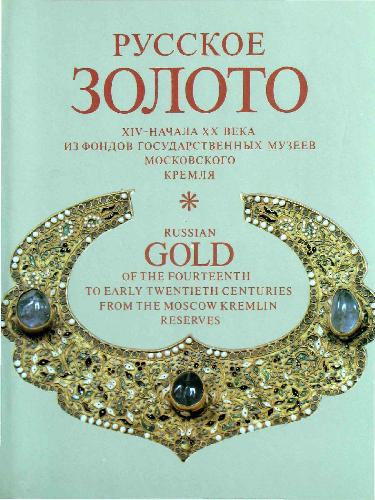 РУССКОЕ
ЗОЛОТО
XIV–НАЧАЛА XX ВЕКА
ИЗ ФОНДОВ ГОСУДАРСТВЕННЫХ МУЗЕЕВ
МОСКОВСКОГО
КРЕМЛЯ
RUSSIAN
GOLD
OF THE FOURTEENTH
TO EARLY TWENTIETH CENTURIES
FROM THE MOSCOW KREMLIN
RESERVES